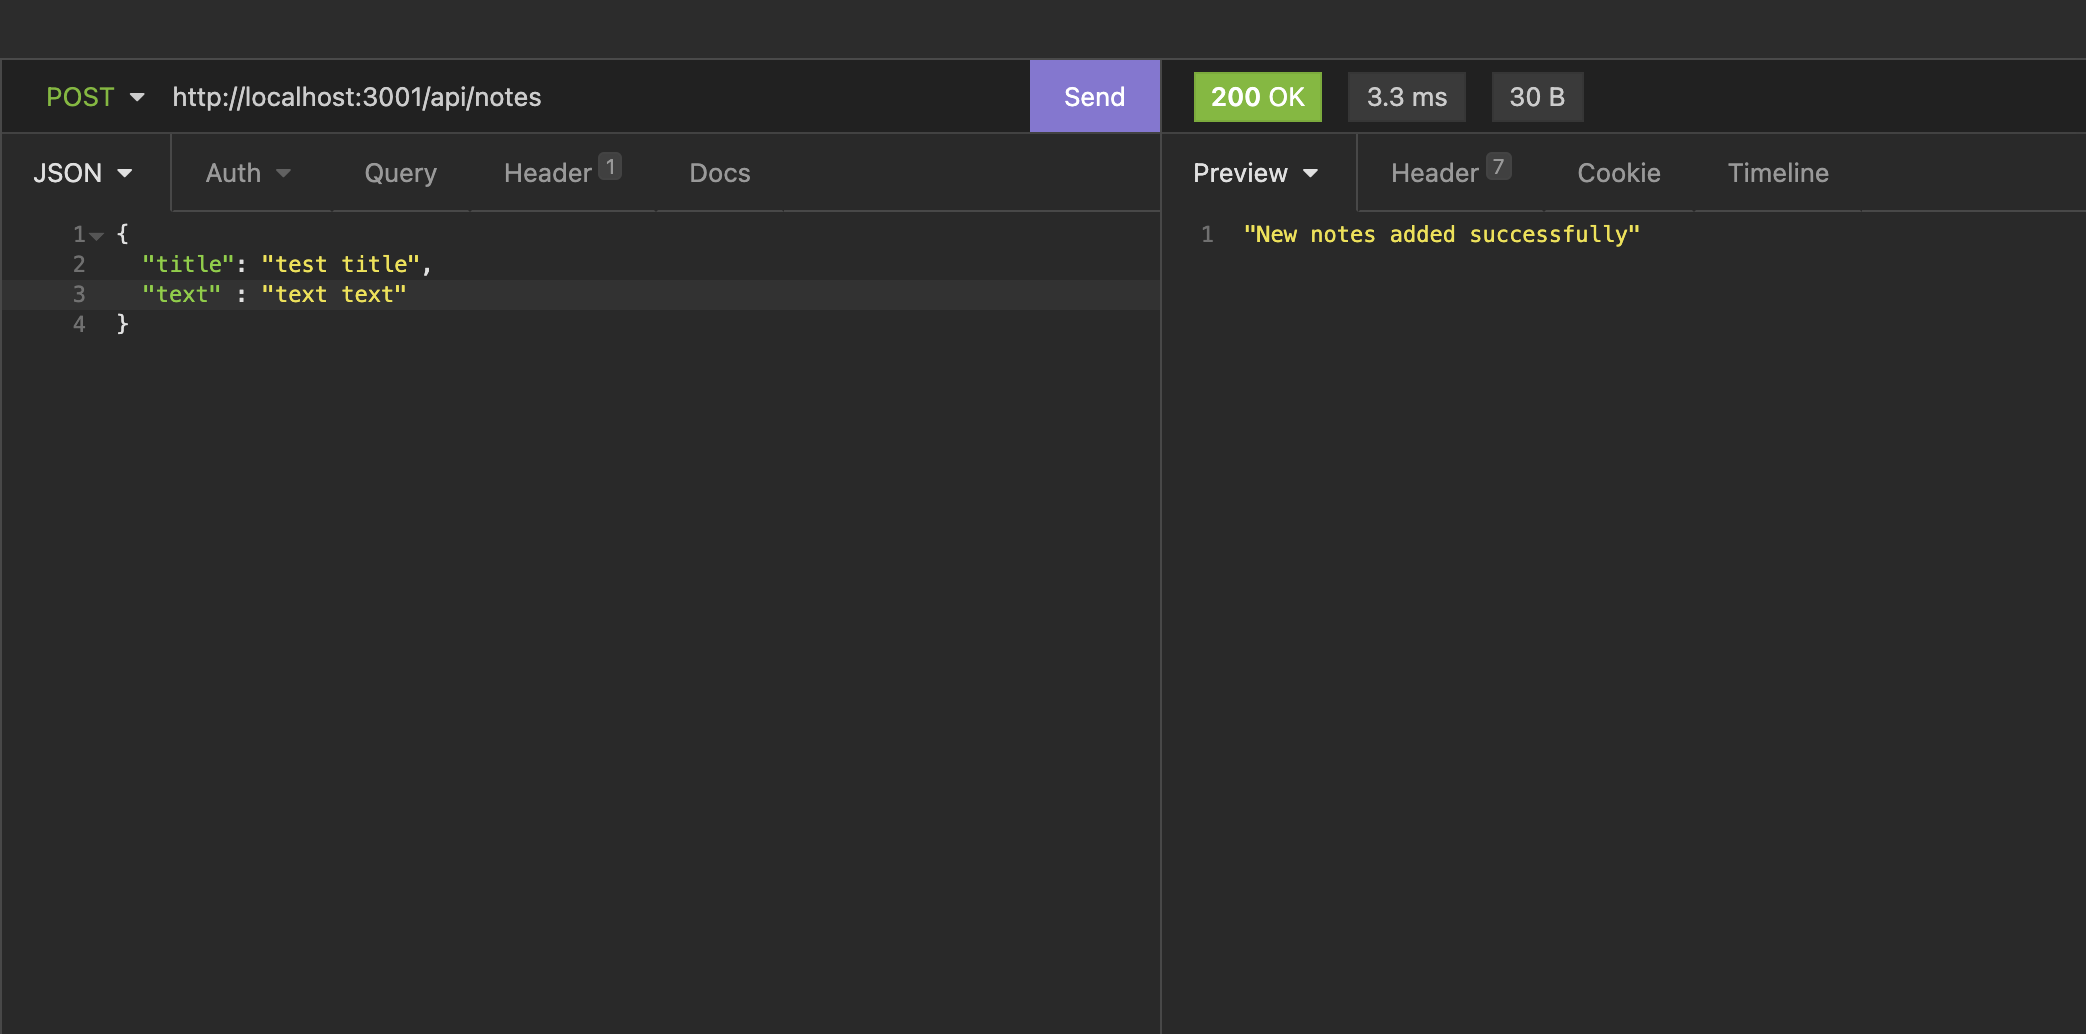 POST http://localhost:3001/api/notes Send 200 OK 3.3 ms 30 B
JSON Auth Query Header 1 Docs Preview Header 7 Cookie Timeline
1 {
2 "title": "test title",
3 "text" : "text text"
4 }
1 "New notes added successfully"